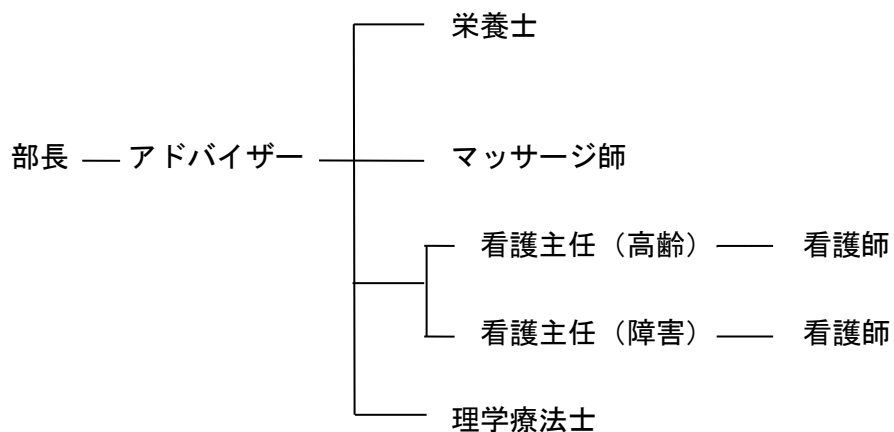 栄養士
部長 アドバイザー マッサージ師
看護主任（高齢） 看護師
看護主任（障害） 看護師
理学療法士